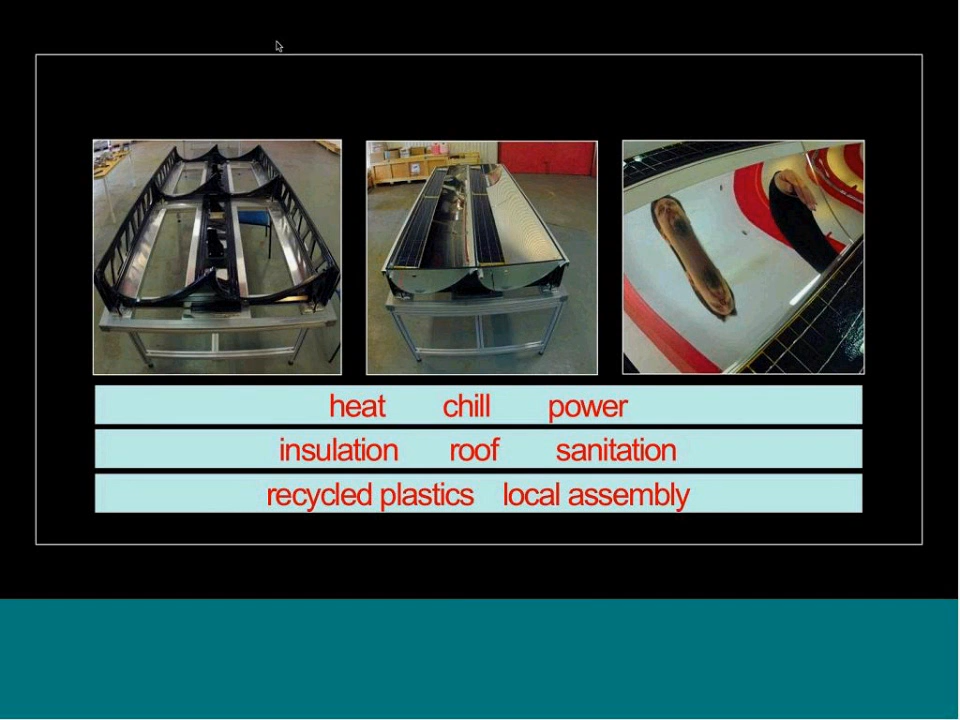 heat chill power
insulation roof sanitation
recycled plastics local assembly